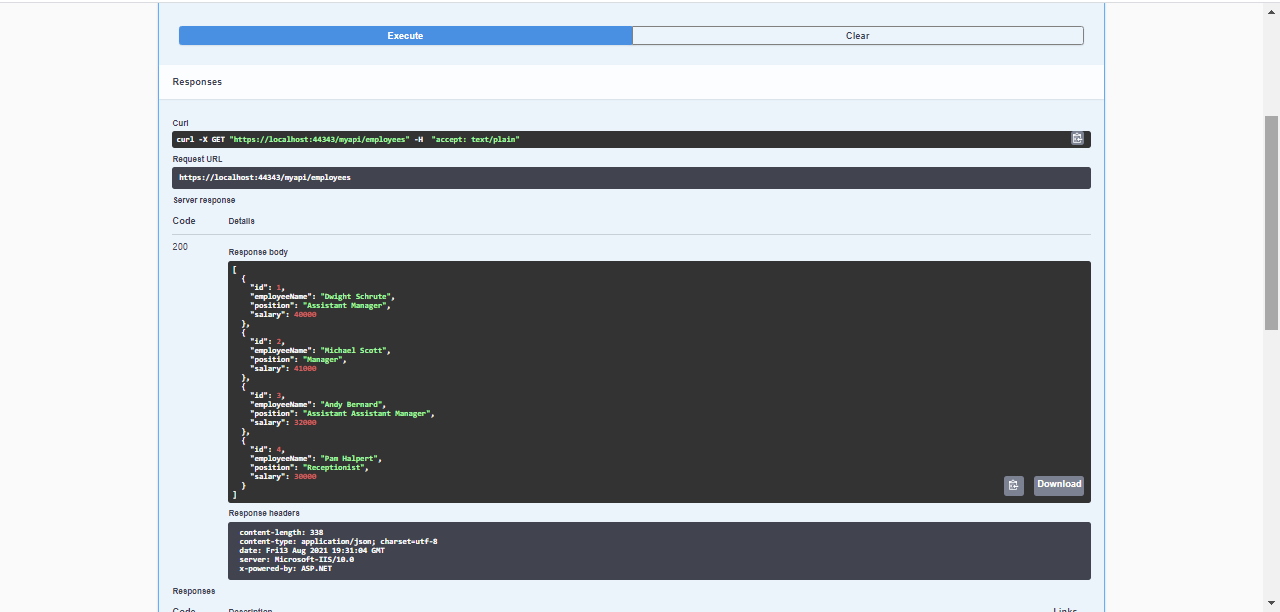 Execute
Clear
Responses
Curl
curl -X GET "https://localhost:44343/myapi/employees" -H  "accept: text/plain"
Request URL
https://localhost:44343/myapi/employees
Server response
Code
Details
200
Response body
[
  {
    "id": 1,
    "employeeName": "Dwight Schrute",
    "position": "Assistant Manager",
    "salary": 40000
  },
  {
    "id": 2,
    "employeeName": "Michael Scott",
    "position": "Manager",
    "salary": 41000
  },
  {
    "id": 3,
    "employeeName": "Andy Bernard",
    "position": "Assistant Assistant Manager",
    "salary": 32000
  },
  {
    "id": 4,
    "employeeName": "Pam Halpert",
    "position": "Receptionist",
    "salary": 30000
  }
]
Download
Response headers
content-length: 338
content-type: application/json; charset=utf-8
date: Fri13 Aug 2021 19:31:04 GMT
server: Microsoft-IIS/10.0
x-powered-by: ASP.NET
Responses
Code
Description
Links